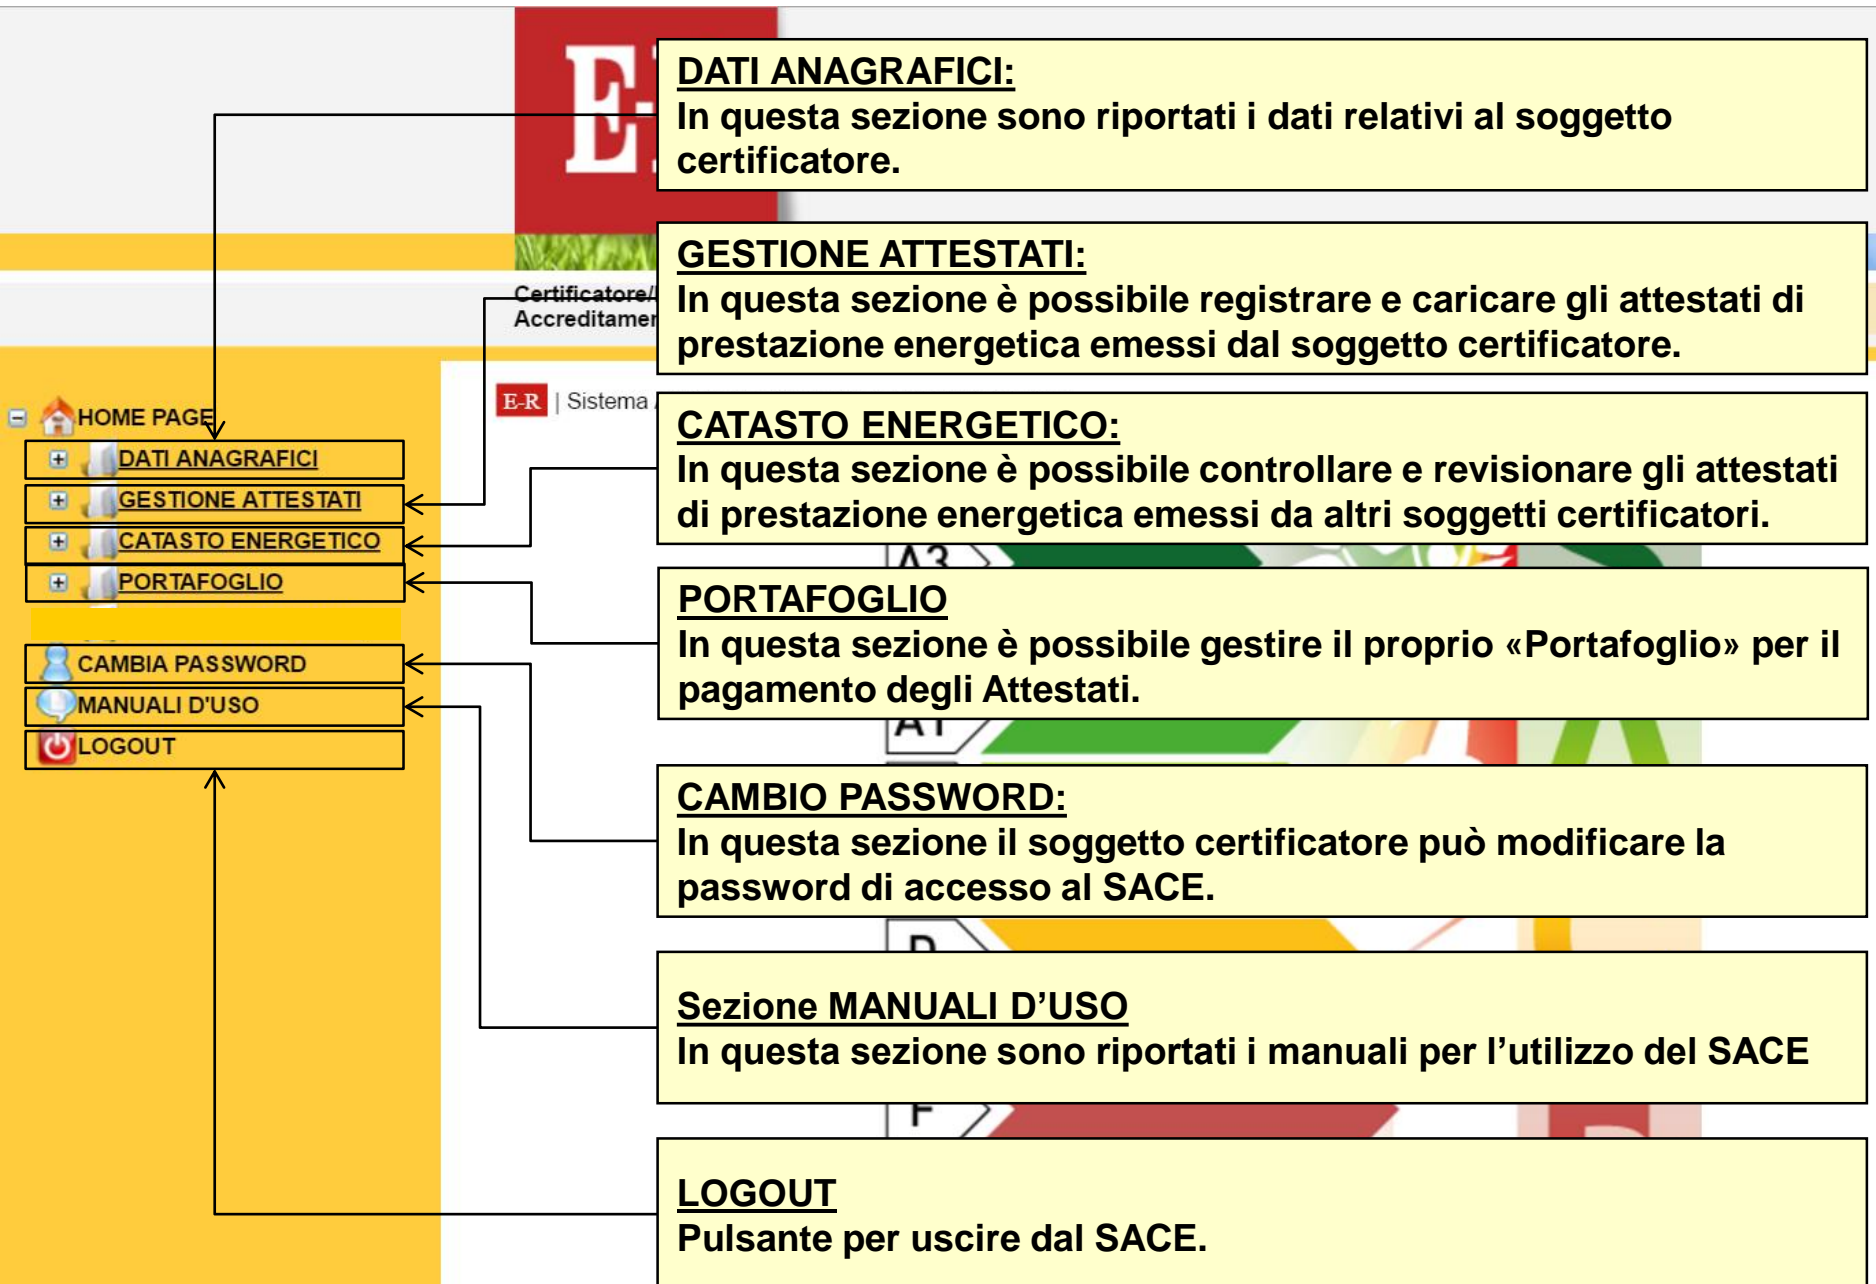 DATI ANAGRAFICI:
In questa sezione sono riportati i dati relativi al soggetto
certificatore.
GESTIONE ATTESTATI:
In questa sezione è possibile registrare e caricare gli attestati di
prestazione energetica emessi dal soggetto certificatore.
Certificatore/
HOME PAGE
DATI ANAGRAFICI
GESTIONE ATTESTATI
CATASTO ENERGETICO
PORTAFOGLIO
CAMBIA PASSWORD
MANUALI D'USO
LOGOUT
E-R | Sistema
CATASTO ENERGETICO:
In questa sezione è possibile controllare e revisionare gli attestati
di prestazione energetica emessi da altri soggetti certificatori.
A3
PORTAFOGLIO
In questa sezione è possibile gestire il proprio «Portafoglio» per il
pagamento degli Attestati.
A1
CAMBIO PASSWORD:
In questa sezione il soggetto certificatore può modificare la
password di accesso al SACE.
D
Sezione MANUALI D’USO
In questa sezione sono riportati i manuali per l’utilizzo del SACE
F
LOGOUT
Pulsante per uscire dal SACE.